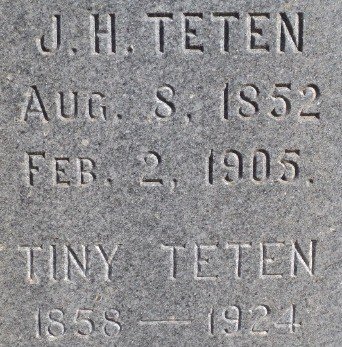 J. H. TETEN
AUG. 8, 1852
FEB. 2, 1905.
TINY TETEN
1858 — 1924